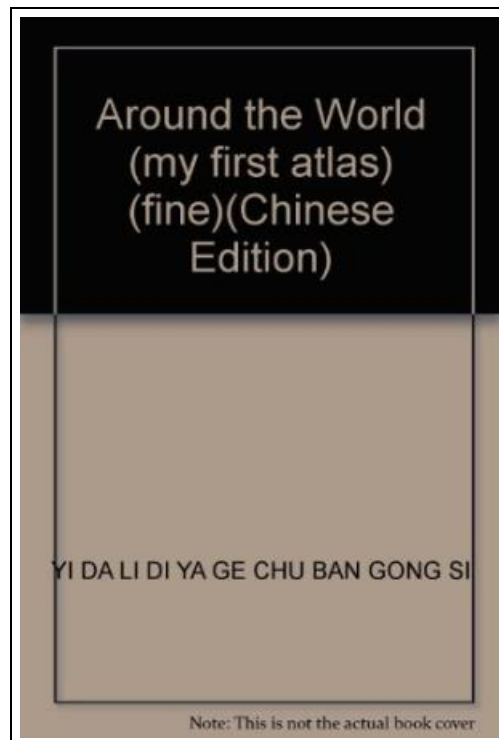 Around the World
(my first atlas)
(fine)(Chinese
Edition)
YI DA LI DI YA GE CHU BAN GONG SI
Note: This is not the actual book cover